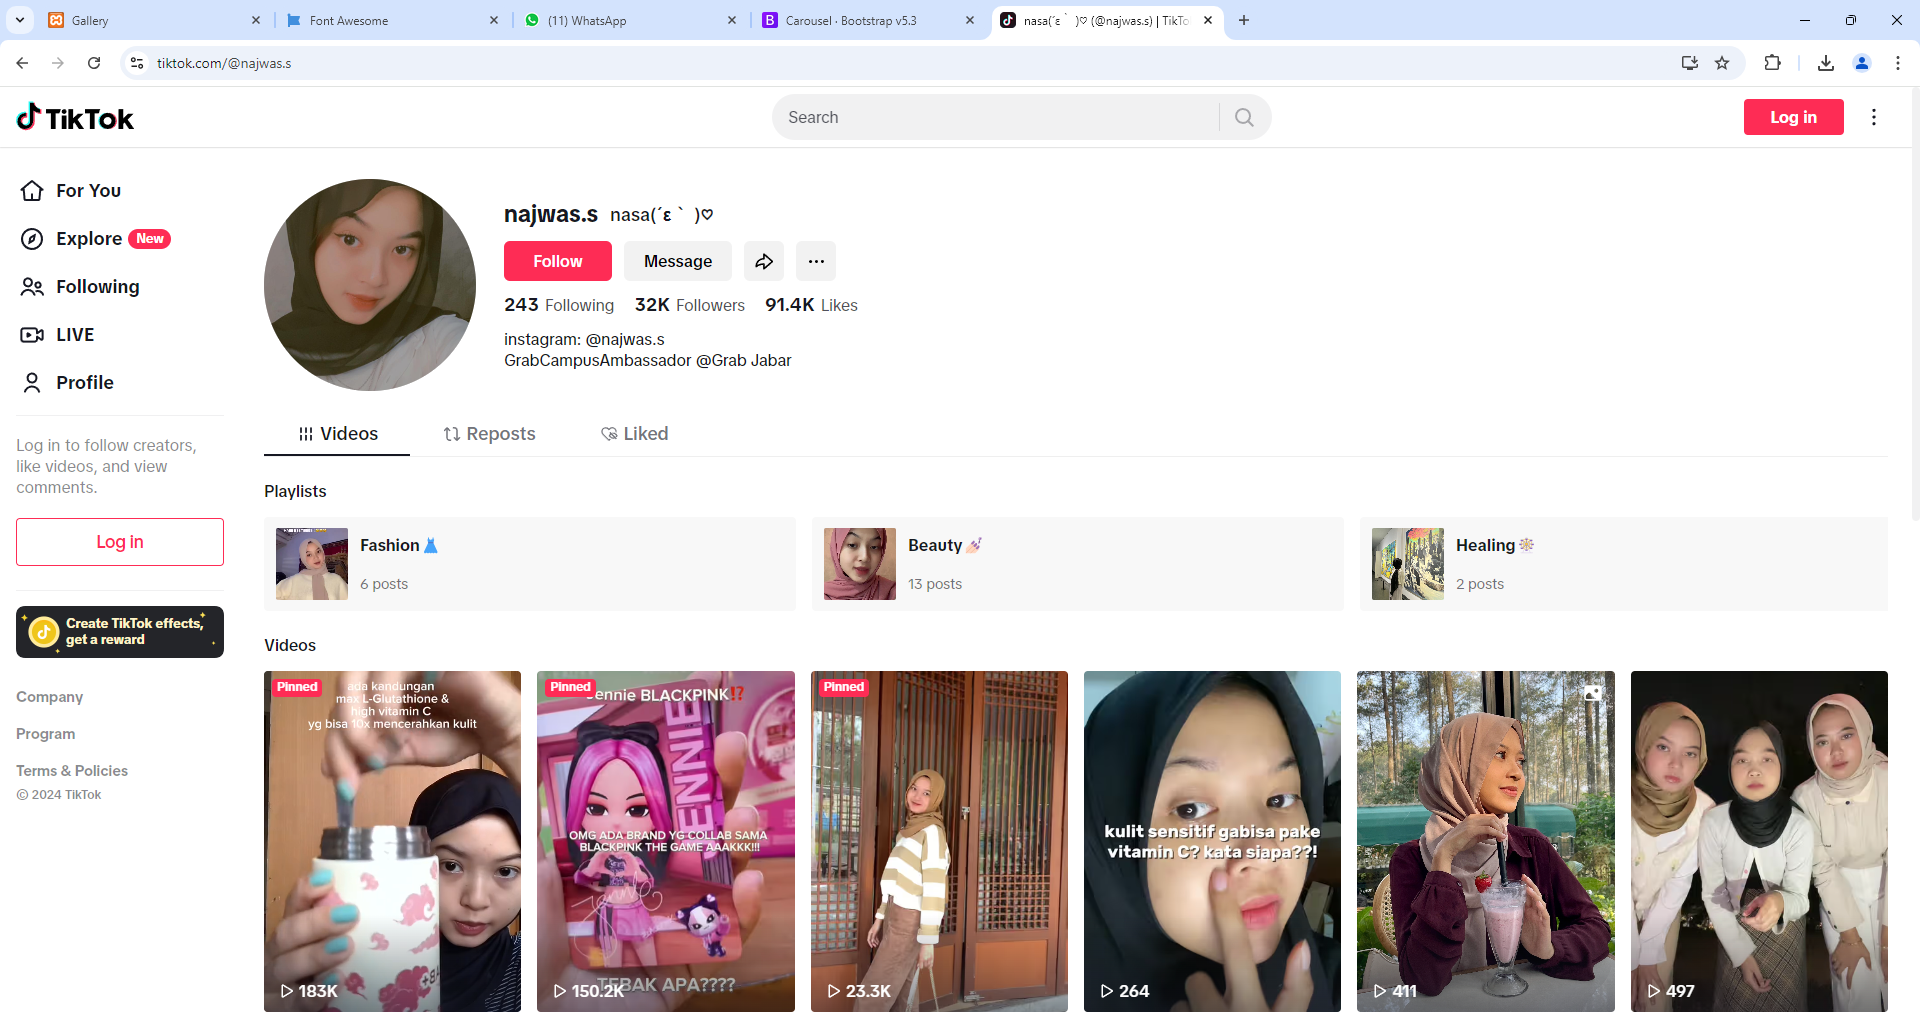 Gallery
Font Awesome
(11) WhatsApp
Carousel · Bootstrap v5.3
nasa(´ε｀ )♡ (@najwas.s) | TikTo
tiktok.com/@najwas.s
TikTok
Search
Log in
For You
Explore New
Following
LIVE
Profile
Log in to follow creators,
like videos, and view
comments.
Log in
Create TikTok effects,
get a reward
Company
Program
Terms & Policies
© 2024 TikTok
najwas.s nasa(´ε｀ )♡
Follow Message
243 Following 32K Followers 91.4K Likes
instagram: @najwas.s
GrabCampusAmbassador @Grab Jabar
Videos Reposts Liked
Playlists
Fashion👗
6 posts
Beauty💅🏻
13 posts
Healing🎡
2 posts
Videos
Pinned
ada kandungan
max L-Glutathione &
high vitamin C
yg bisa 10x mencerahkan kulit
183K
Pinned
Jennie BLACKPINK⁉️
JENNIE
OMG ADA BRAND YG COLLAB SAMA
BLACKPINK THE GAME AAAKKK!!!
TEBAK APA????
150.2K
Pinned
23.3K
kulit sensitif gabisa pake
vitamin C? kata siapa??!
264
411
497